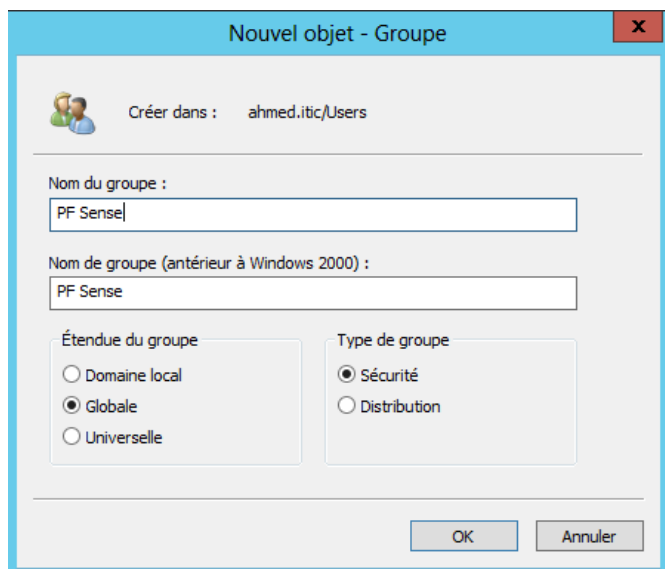 Nouvel objet - Groupe
x
Créer dans : ahmed.itic/Users
Nom du groupe :
PF Sense
Nom de groupe (antérieur à Windows 2000) :
PF Sense
Étendue du groupe
Domaine local
Globale
Universelle
Type de groupe
Sécurité
Distribution
OK Annuler